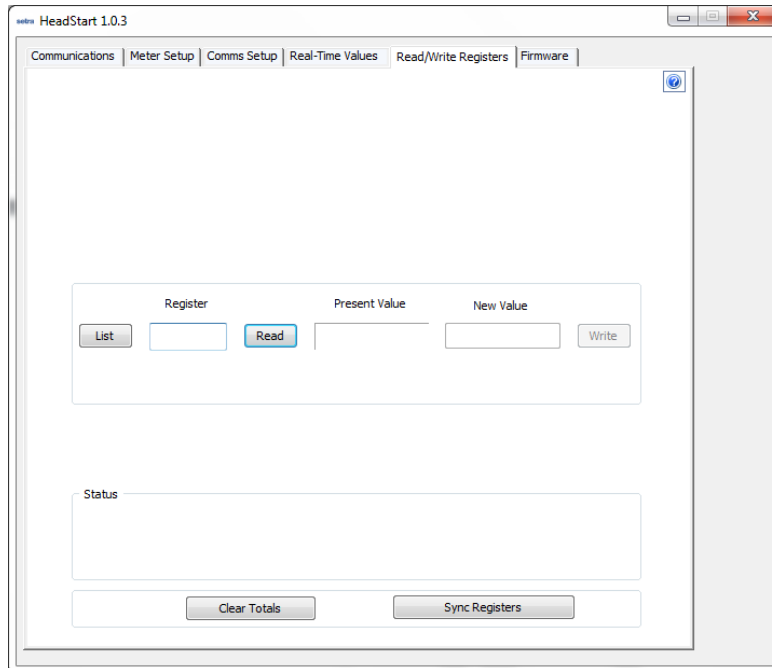 setra HeadStart 1.0.3
Communications Meter Setup Comms Setup Real-Time Values Read/Write Registers Firmware
Register Present Value New Value
List Read Write
Status
Clear Totals Sync Registers